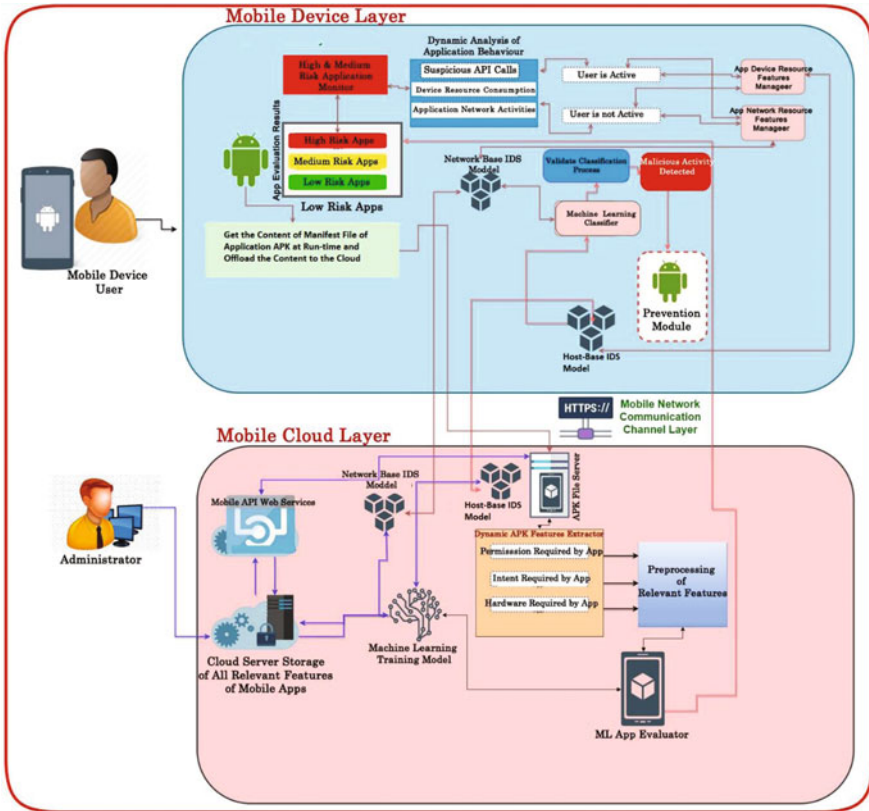 Mobile Device Layer
Dynamic Analysis of
Application Behaviour
High & Medium
Risk Application
Monitor
Suspicious API Calls
Device Resource Consumption
Application Network Activities
User is Active
User is not Active
App Device Resource
Features
Manageer
App Network Resource
Features
Manageer
App Evaluation Results
High Risk Apps
Medium Risk Apps
Low Risk Apps
Low Risk Apps
Network Base IDS
Moddel
Validate Classification
Process
Malicious Activity
Detected
Machine Learning
Classifier
Get the Content of Manifest File of
Application APK at Run-time and
Offload the Content to the Cloud
Mobile Device
User
Prevention
Module
Host-Base IDS
Model
HTTPS://
Mobile Network
Communication
Channel Layer
Mobile Cloud Layer
Network Base IDS
Moddel
Mobile API Web Services
Host-Base IDS
Model
APK File Server
Administrator
Dynamic APK Features Extractor
Permisssion Required by App
Intent Required by App
Hardware Required by App
Preprocessing
of
Relevant Features
Cloud Server Storage
of All Relevant Features
of Mobile Apps
Machine Learning
Training Model
ML App Evaluator